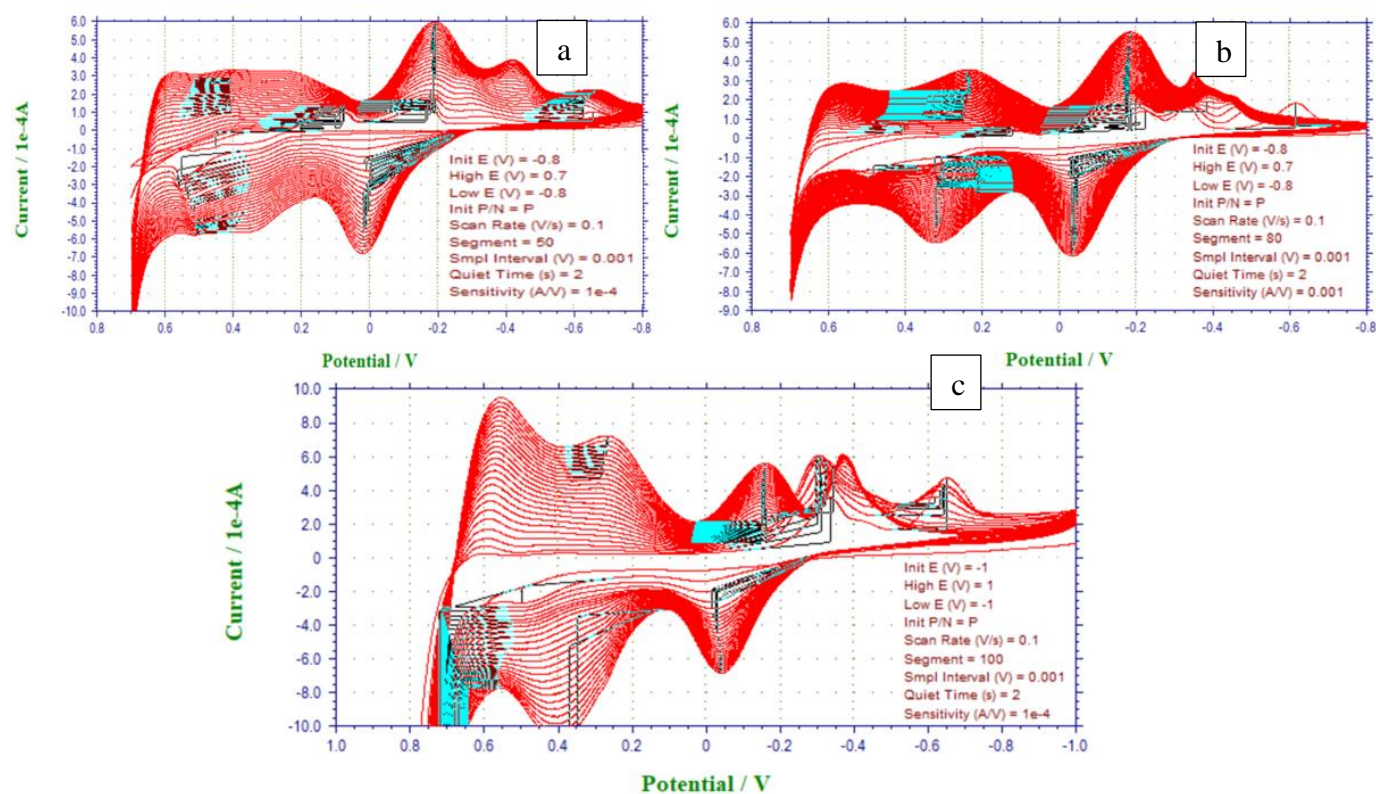 a
6.0
5.0
4.0
3.0
2.0
1.0
0
-1.0
-2.0
-3.0
-4.0
-5.0
-6.0
-7.0
-8.0
-9.0
-10.0
Current / 1e-4A
Init E (V) = -0.8
High E (V) = 0.7
Low E (V) = -0.8
Init P/N = P
Scan Rate (V/s) = 0.1
Segment = 50
Smpl Interval (V) = 0.001
Quiet Time (s) = 2
Sensitivity (A/V) = 1e-4
0.8 0.6 0.4 0.2 0 -0.2 -0.4 -0.6 -0.8
Potential / V
b
6.0
5.0
4.0
3.0
2.0
1.0
0
-1.0
-2.0
-3.0
-4.0
-5.0
-6.0
-7.0
-8.0
-9.0
Current / 1e-4A
Init E (V) = -0.8
High E (V) = 0.7
Low E (V) = -0.8
Init P/N = P
Scan Rate (V/s) = 0.1
Segment = 80
Smpl Interval (V) = 0.001
Quiet Time (s) = 2
Sensitivity (A/V) = 0.001
0.8 0.6 0.4 0.2 0 -0.2 -0.4 -0.6 -0.8
Potential / V
c
10.0
8.0
6.0
4.0
2.0
0
-2.0
-4.0
-6.0
-8.0
-10.0
Current / 1e-4A
Init E (V) = -1
High E (V) = 1
Low E (V) = -1
Init P/N = P
Scan Rate (V/s) = 0.1
Segment = 100
Smpl Interval (V) = 0.001
Quiet Time (s) = 2
Sensitivity (A/V) = 1e-4
1.0 0.8 0.6 0.4 0.2 0 -0.2 -0.4 -0.6 -0.8 -1.0
Potential / V